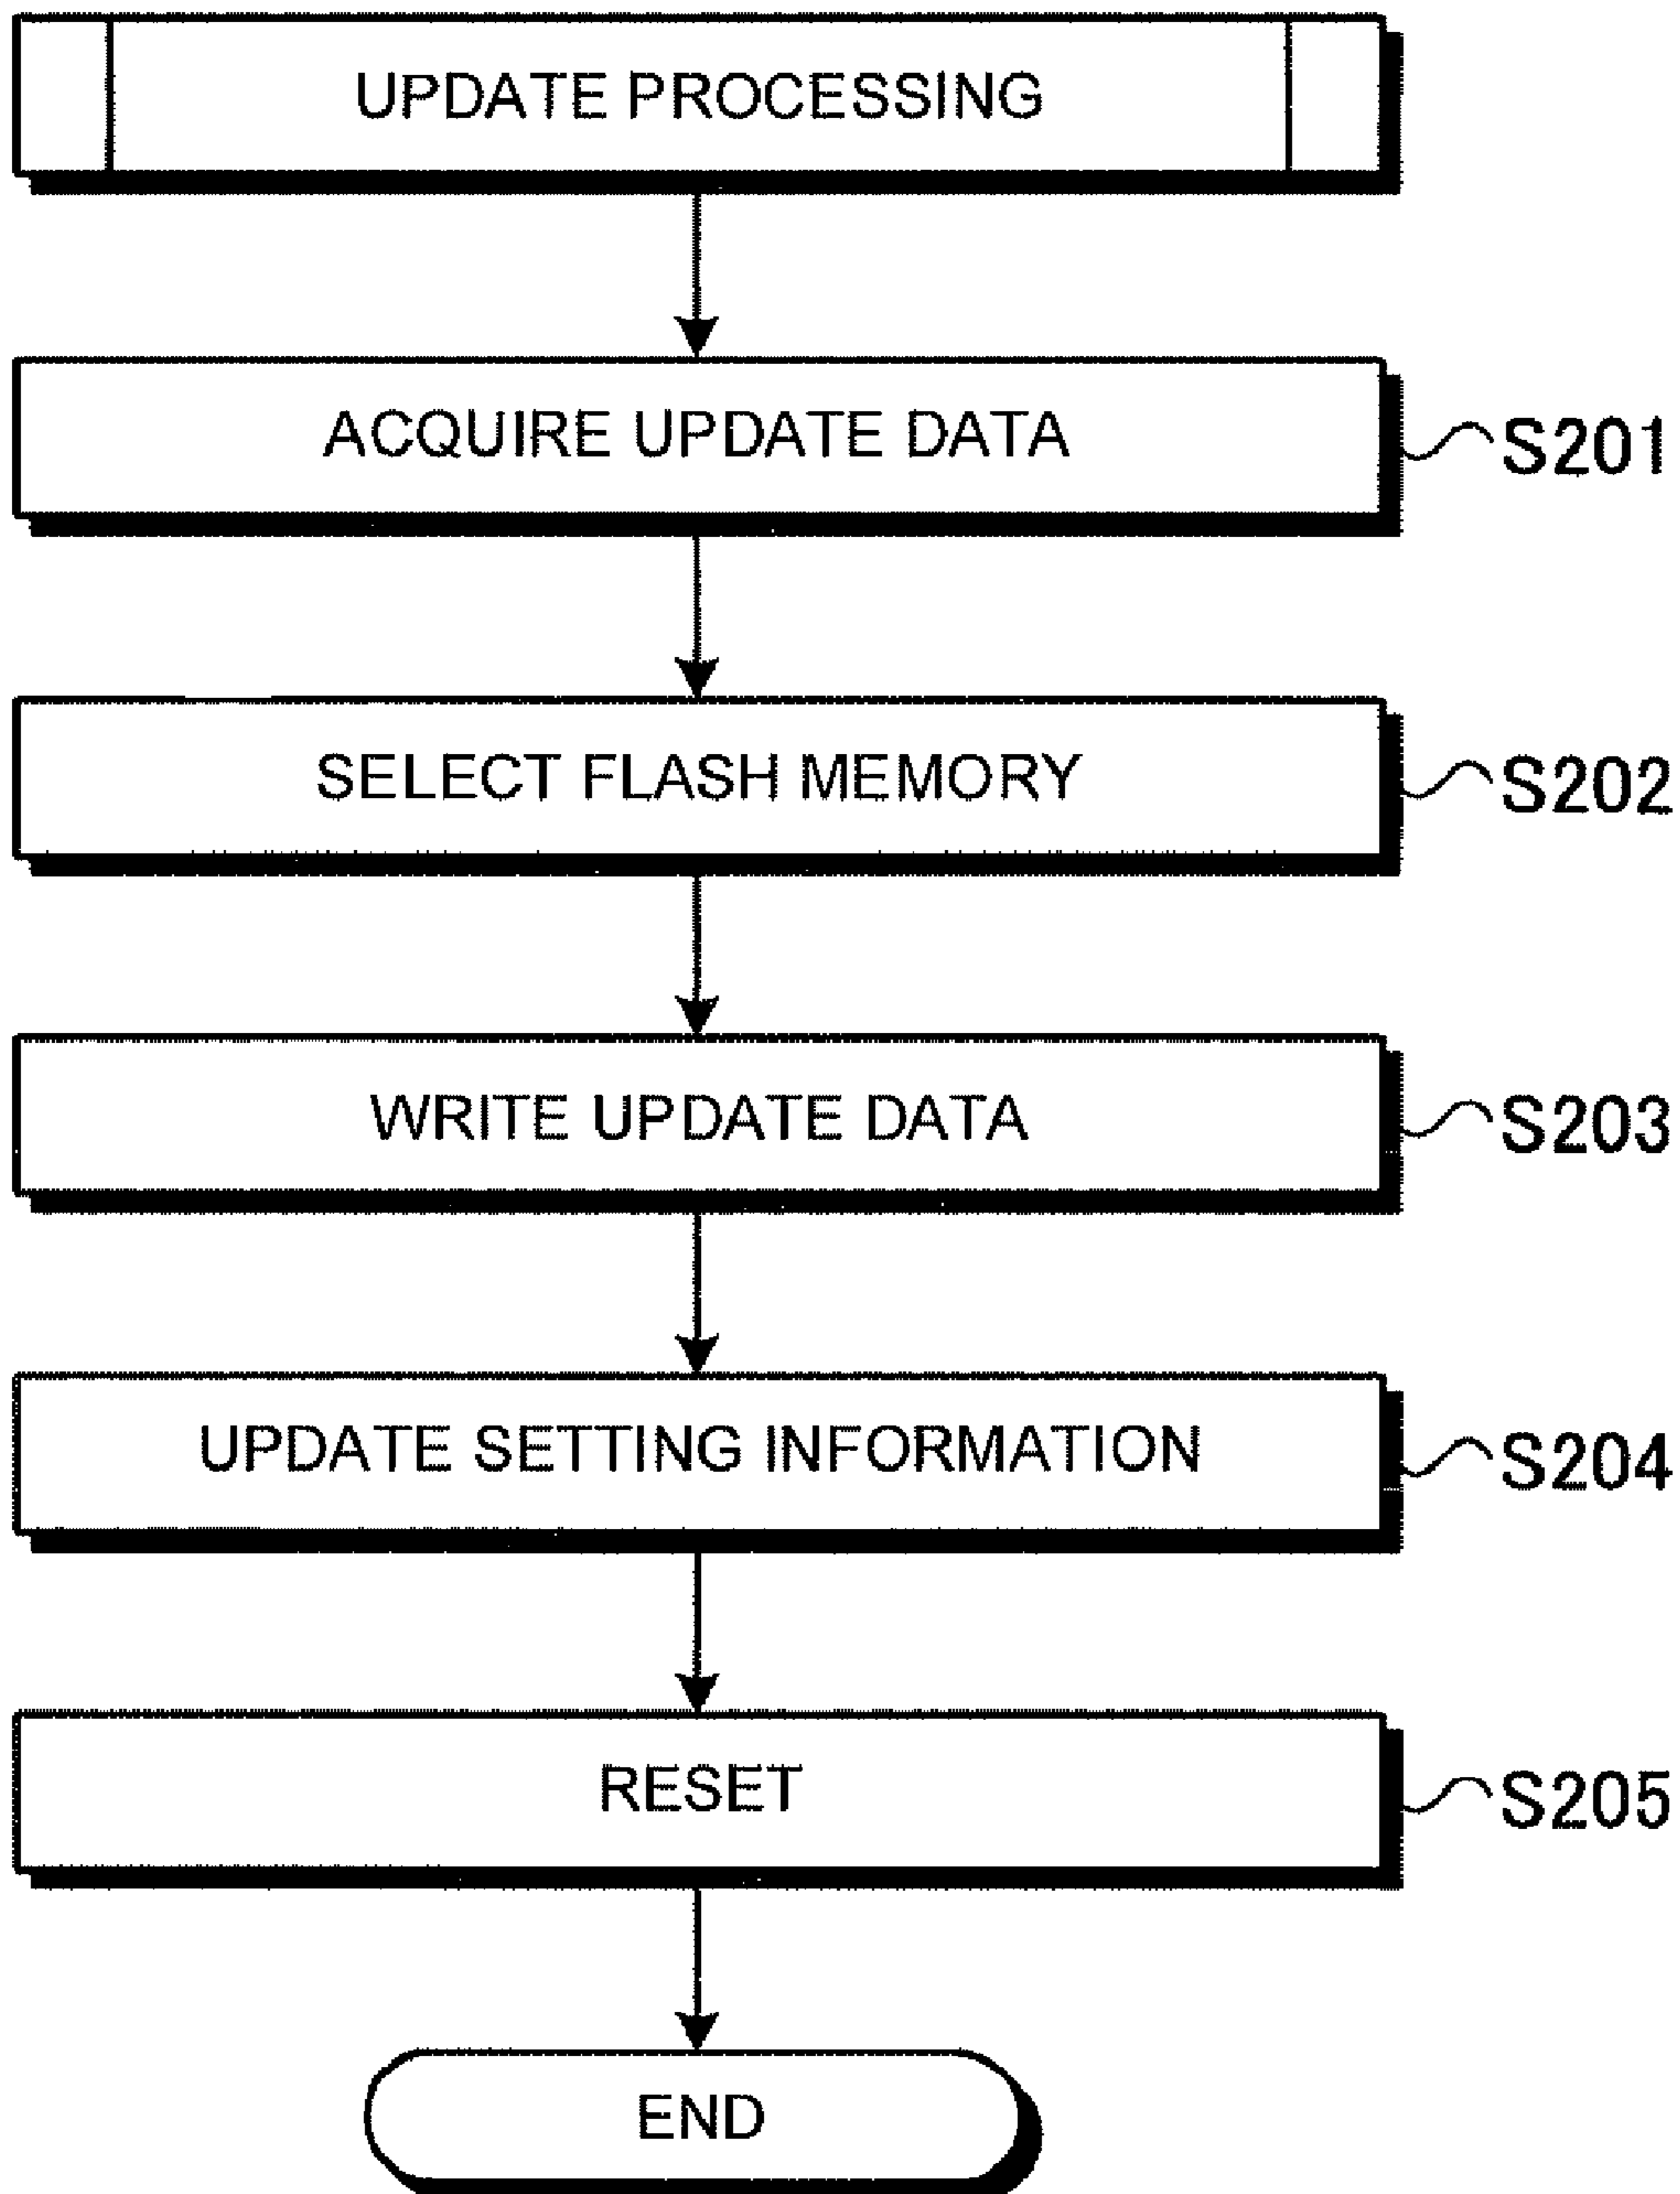 UPDATE PROCESSING
ACQUIRE UPDATE DATA
S201
SELECT FLASH MEMORY
S202
WRITE UPDATE DATA
S203
UPDATE SETTING INFORMATION
S204
RESET
S205
END